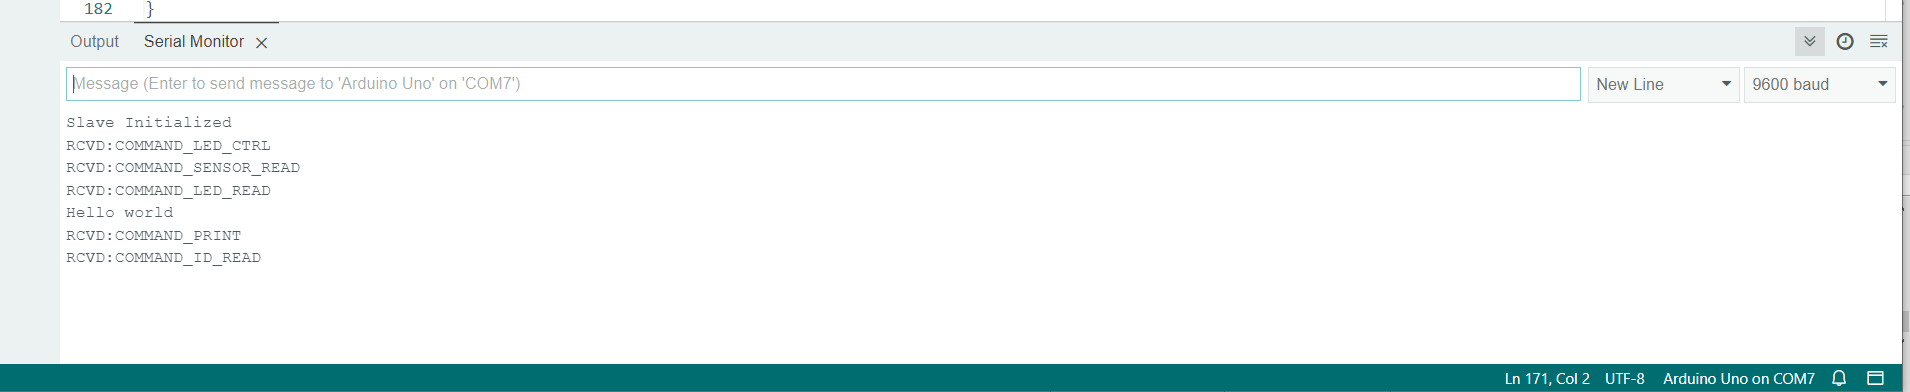 182 }
Output Serial Monitor
Message (Enter to send message to 'Arduino Uno' on 'COM7') New Line 9600 baud
Slave Initialized
RCVD:COMMAND_LED_CTRL
RCVD:COMMAND_SENSOR_READ
RCVD:COMMAND_LED_READ
Hello world
RCVD:COMMAND_PRINT
RCVD:COMMAND_ID_READ
Ln 171, Col 2 UTF-8 Arduino Uno on COM7